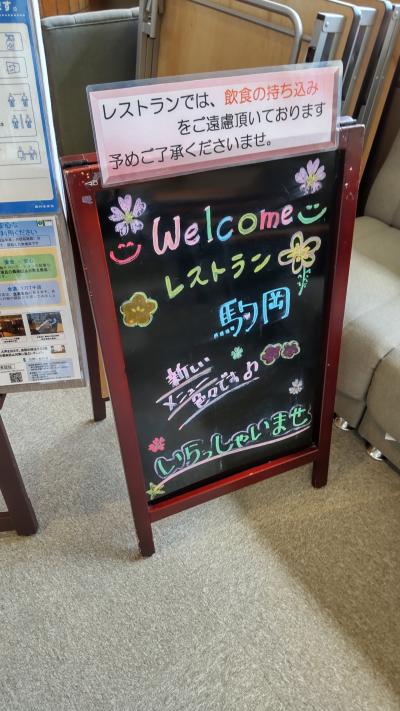 レストランでは、飲食の持ち込み
をご遠慮頂いております
予めご了承くださいませ。
Welcome
レストラン
駒岡
新しい
メニュー
色々です♪
いらっしゃいませ